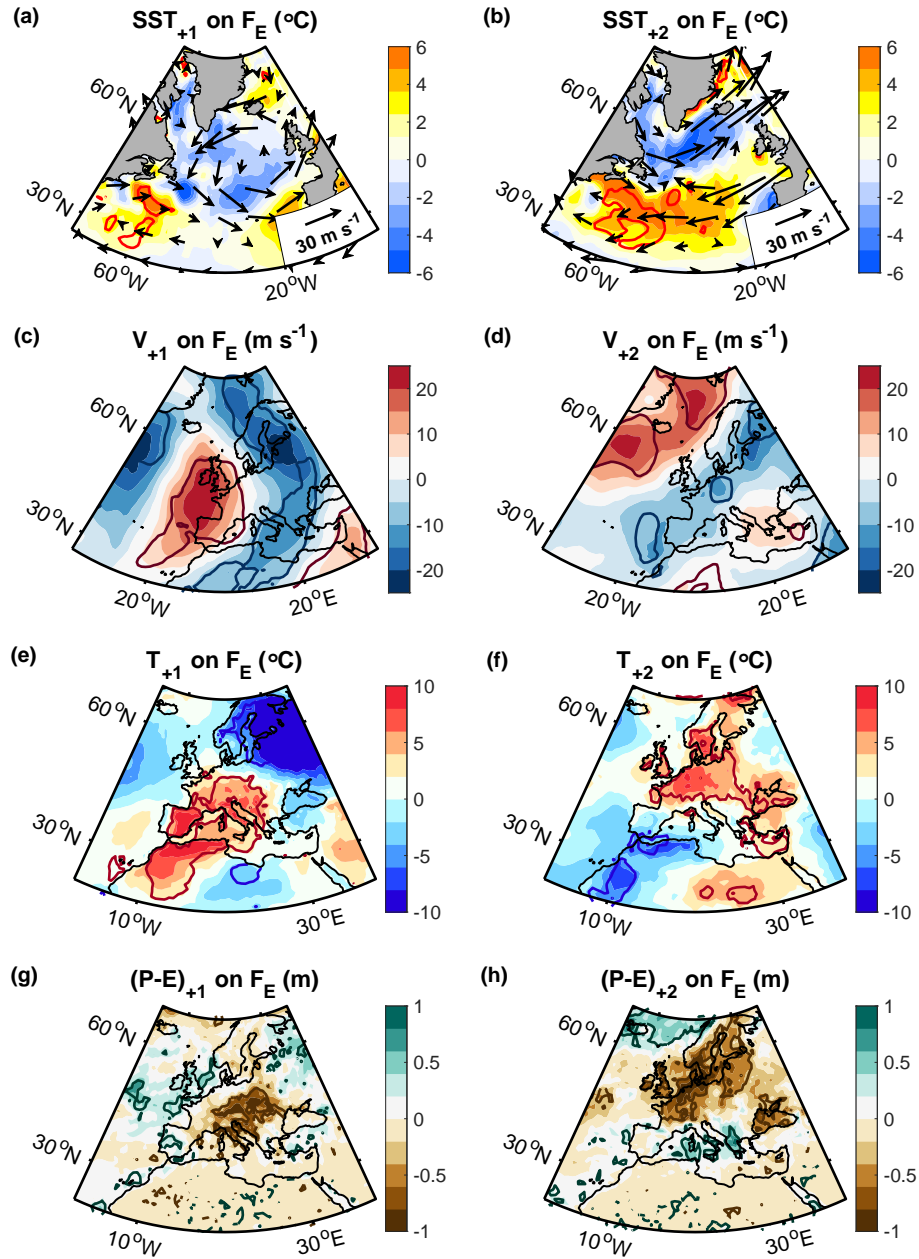 (a) SST+1 on FE (°C)
6
4
2
0
-2
-4
-6
60°N
30°N
60°W
20°W
30 m s-1
(b) SST+2 on FE (°C)
6
4
2
0
-2
-4
-6
60°N
30°N
60°W
20°W
30 m s-1
(c) V+1 on FE (m s-1)
20
10
0
-10
-20
60°N
30°N
20°W
20°E
(d) V+2 on FE (m s-1)
20
10
0
-10
-20
60°N
30°N
20°W
20°E
(e) T+1 on FE (°C)
10
5
0
-5
-10
60°N
30°N
10°W
30°E
(f) T+2 on FE (°C)
10
5
0
-5
-10
60°N
30°N
10°W
30°E
(g) (P-E)+1 on FE (m)
1
0.5
0
-0.5
-1
60°N
30°N
10°W
30°E
(h) (P-E)+2 on FE (m)
1
0.5
0
-0.5
-1
60°N
30°N
10°W
30°E